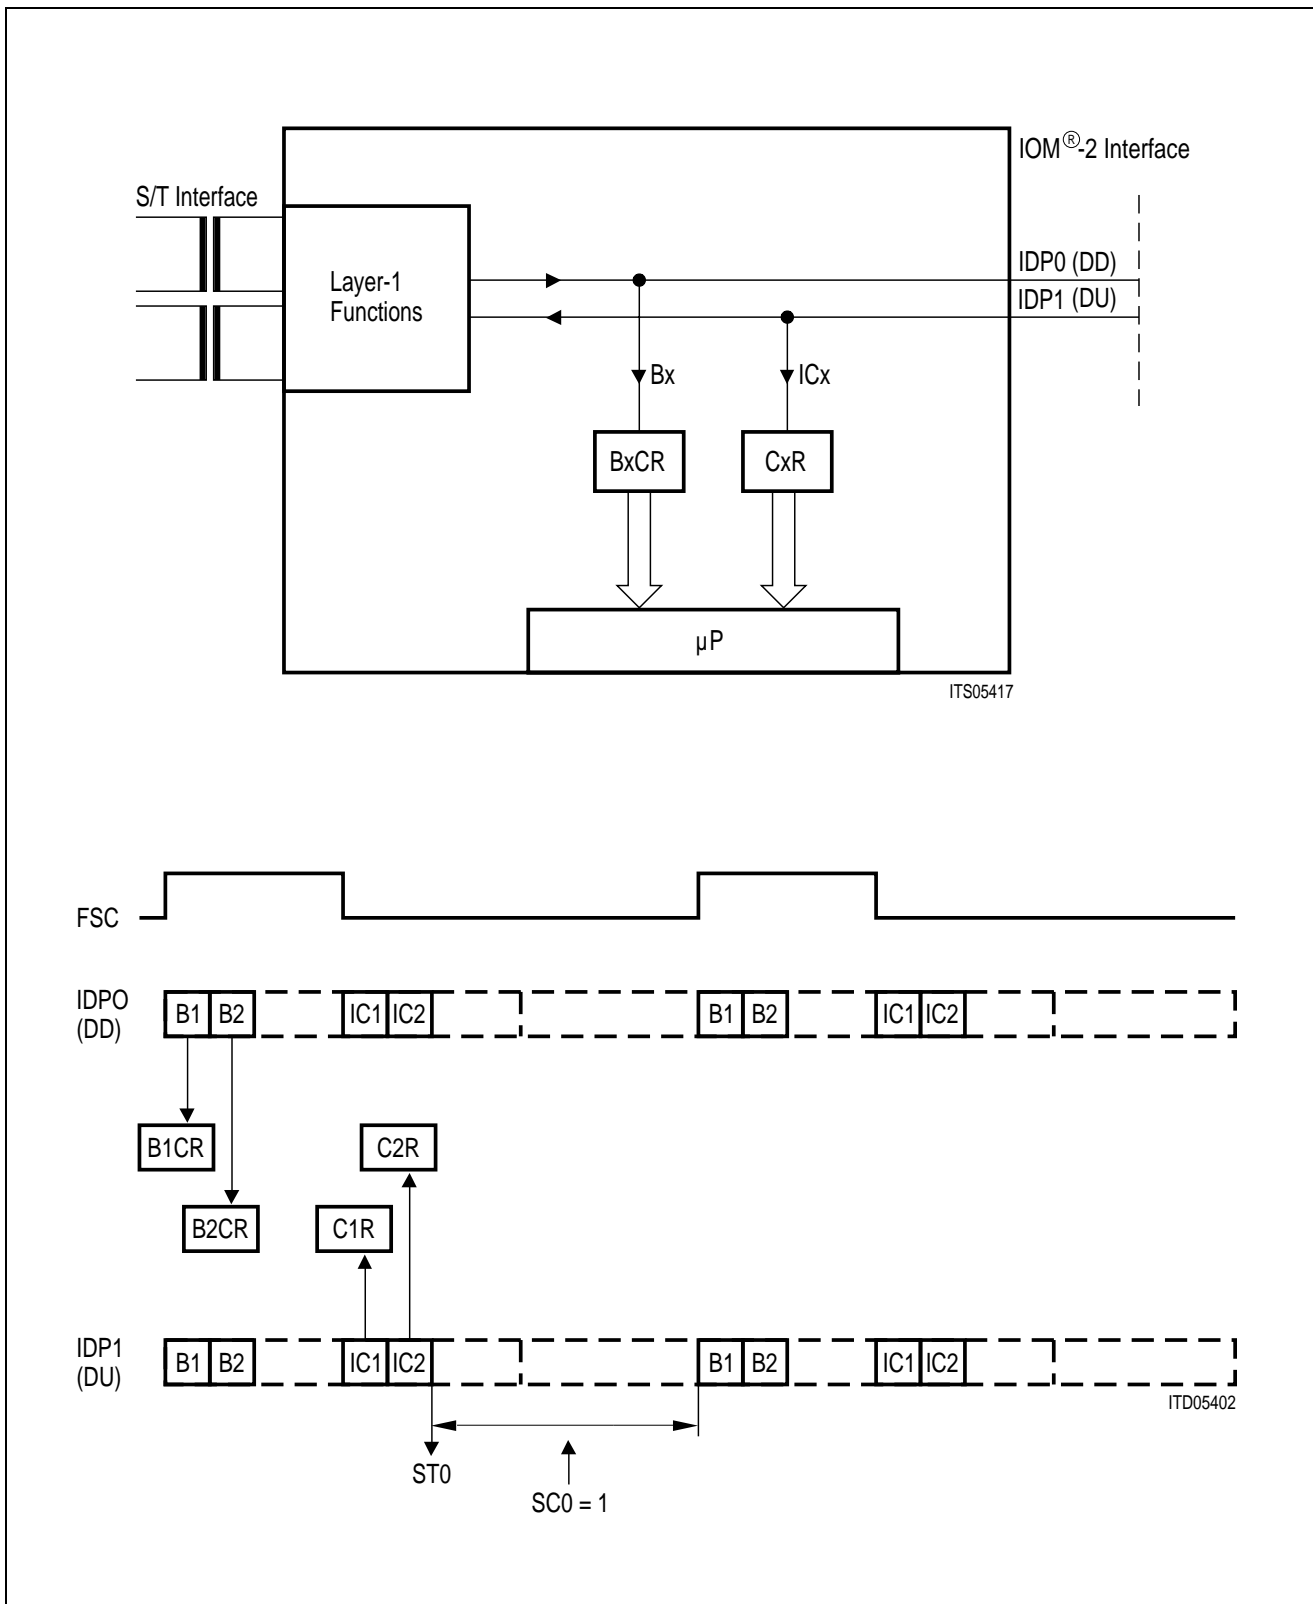 IOM®-2 Interface
S/T Interface
IDP0 (DD)
Layer-1
Functions
IDP1 (DU)
Bx
ICx
BxCR
CxR
µP
ITS05417
FSC
IDPO
(DD)
B1 B2 IC1 IC2 B1 B2 IC1 IC2
B1CR
C2R
B2CR
C1R
IDP1
(DU)
B1 B2 IC1 IC2 B1 B2 IC1 IC2
ITD05402
ST0
SC0 = 1